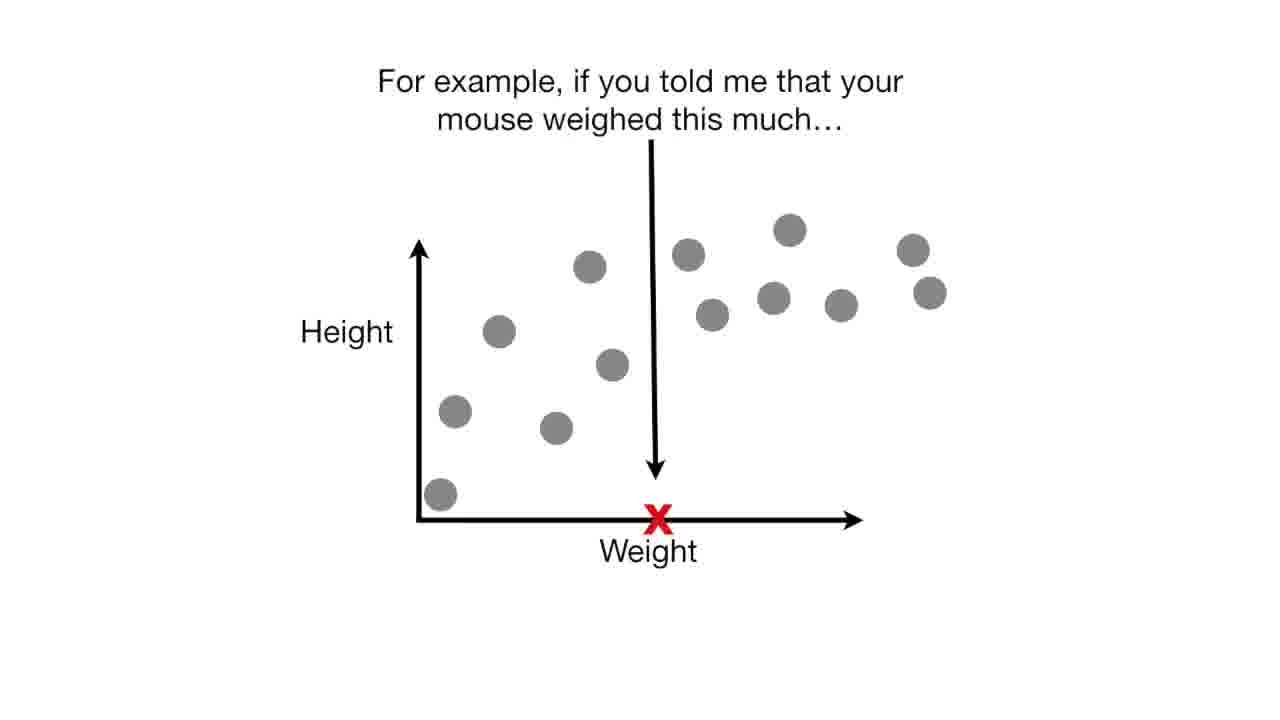 For example, if you told me that your
mouse weighed this much…
Height
X
Weight